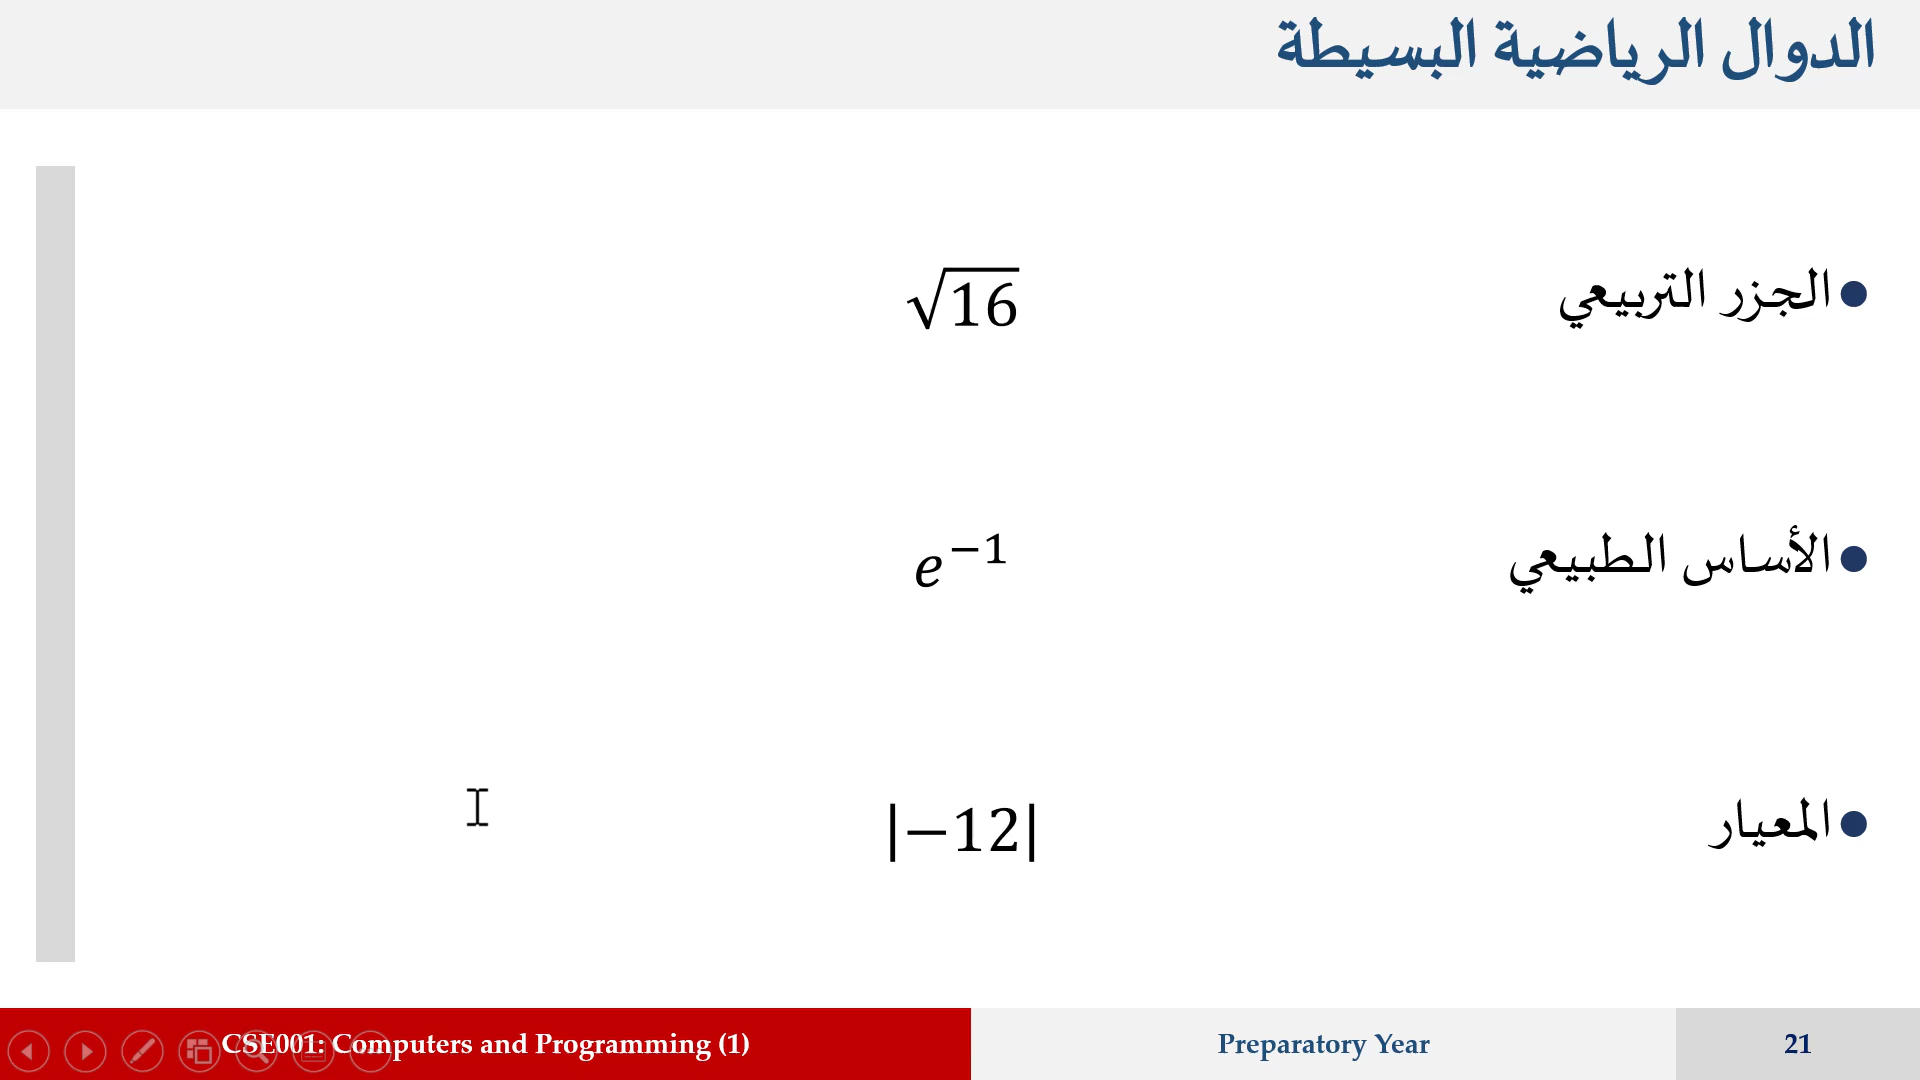 الدوال الرياضية البسيطة
الجزر التربيعي
√16
الأساس الطبيعي
e⁻¹
المعيار
|−12|
CSE001: Computers and Programming (1)
Preparatory Year
21